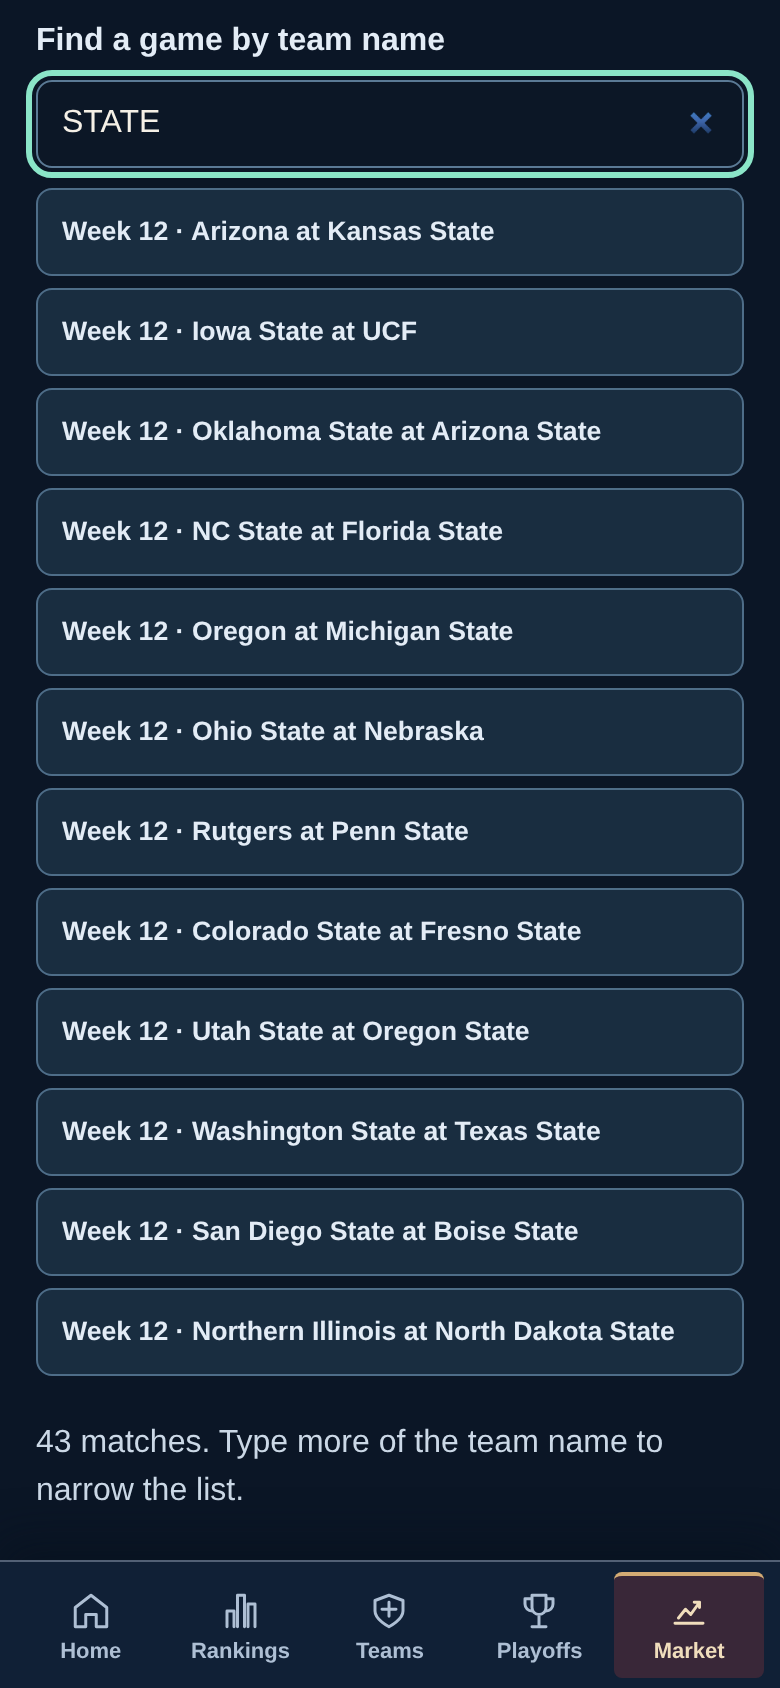 Find a game by team name
STATE
Week 12 · Arizona at Kansas State
Week 12 · Iowa State at UCF
Week 12 · Oklahoma State at Arizona State
Week 12 · NC State at Florida State
Week 12 · Oregon at Michigan State
Week 12 · Ohio State at Nebraska
Week 12 · Rutgers at Penn State
Week 12 · Colorado State at Fresno State
Week 12 · Utah State at Oregon State
Week 12 · Washington State at Texas State
Week 12 · San Diego State at Boise State
Week 12 · Northern Illinois at North Dakota State
43 matches. Type more of the team name to
narrow the list.
Home Rankings Teams Playoffs Market